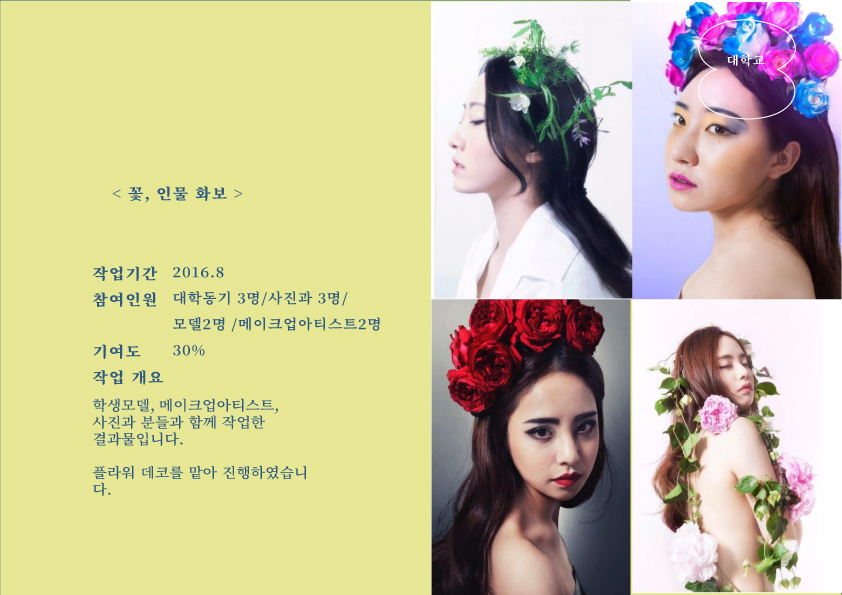 < 꽃, 인물 화보 >
작업기간 2016.8
참여인원 대학동기 3명/사진과 3명/
모델2명 /메이크업아티스트2명
기여도 30%
작업 개요
학생모델, 메이크업아티스트,
사진과 분들과 함께 작업한
결과물입니다.
플라워 데코를 맡아 진행하였습니
다.
대학교